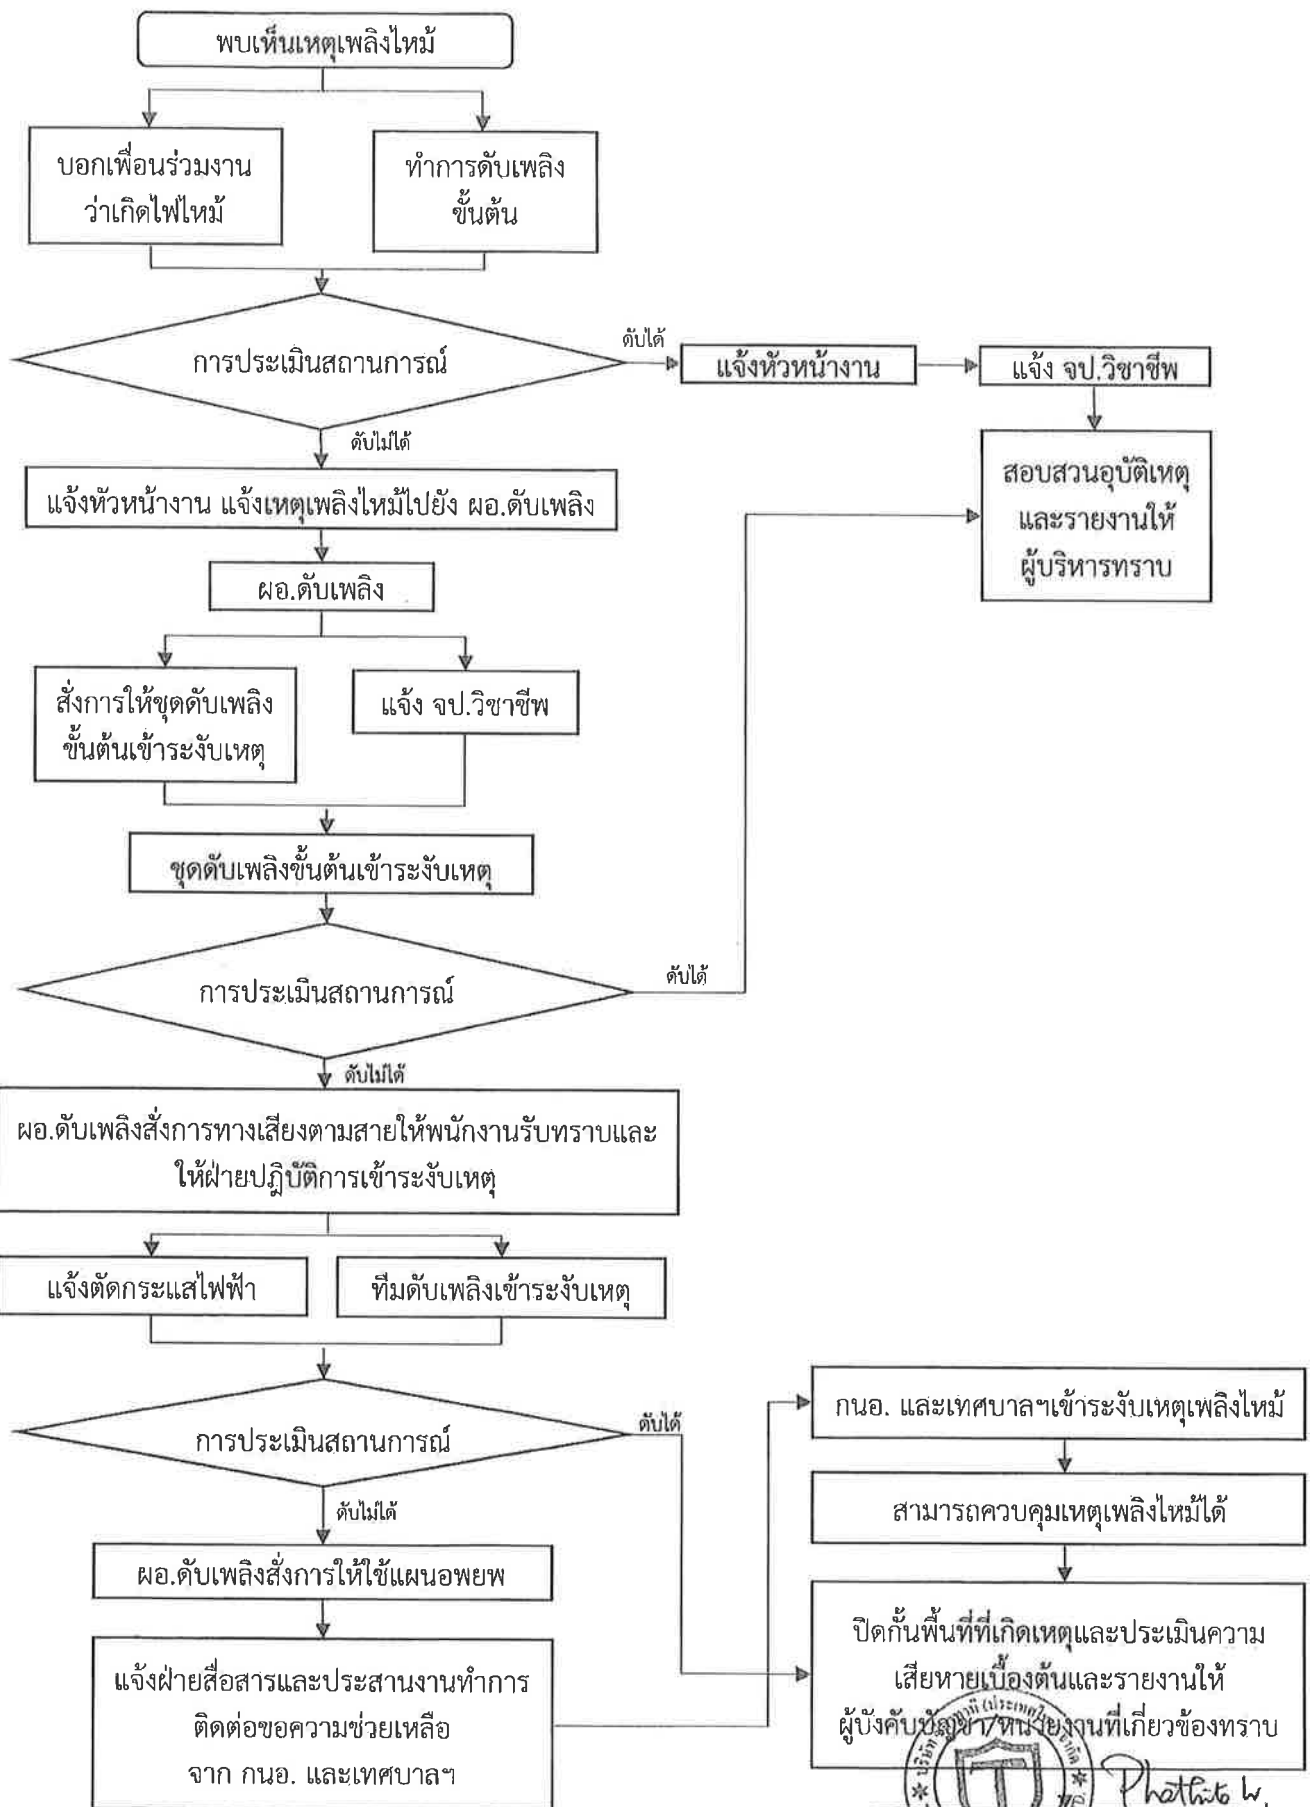 พบเห็นเหตุเพลิงไหม้
บอกเพื่อนร่วมงาน
ว่าเกิดไฟไหม้
ทำการดับเพลิง
ขั้นต้น
การประเมินสถานการณ์
ดับได้
แจ้งหัวหน้างาน
แจ้ง จป.วิชาชีพ
สอบสวนอุบัติเหตุ
และรายงานให้
ผู้บริหารทราบ
ดับไม่ได้
แจ้งหัวหน้างาน แจ้งเหตุเพลิงไหม้ไปยัง ผอ.ดับเพลิง
ผอ.ดับเพลิง
สั่งการให้ชุดดับเพลิง
ขั้นต้นเข้าระงับเหตุ
แจ้ง จป.วิชาชีพ
ชุดดับเพลิงขั้นต้นเข้าระงับเหตุ
การประเมินสถานการณ์
ดับได้
ดับไม่ได้
ผอ.ดับเพลิงสั่งการทางเสียงตามสายให้พนักงานรับทราบและ
ให้ฝ่ายปฏิบัติการเข้าระงับเหตุ
แจ้งตัดกระแสไฟฟ้า
ทีมดับเพลิงเข้าระงับเหตุ
การประเมินสถานการณ์
ดับได้
ดับไม่ได้
ผอ.ดับเพลิงสั่งการให้ใช้แผนอพยพ
แจ้งฝ่ายสื่อสารและประสานงานทำการ
ติดต่อขอความช่วยเหลือ
จาก กนอ. และเทศบาลฯ
กนอ. และเทศบาลฯเข้าระงับเหตุเพลิงไหม้
สามารถควบคุมเหตุเพลิงไหม้ได้
ปิดกั้นพื้นที่ที่เกิดเหตุและประเมินความ
เสียหายเบื้องต้นและรายงานให้
ผู้บังคับบัญชา/หน่วยงานที่เกี่ยวข้องทราบ